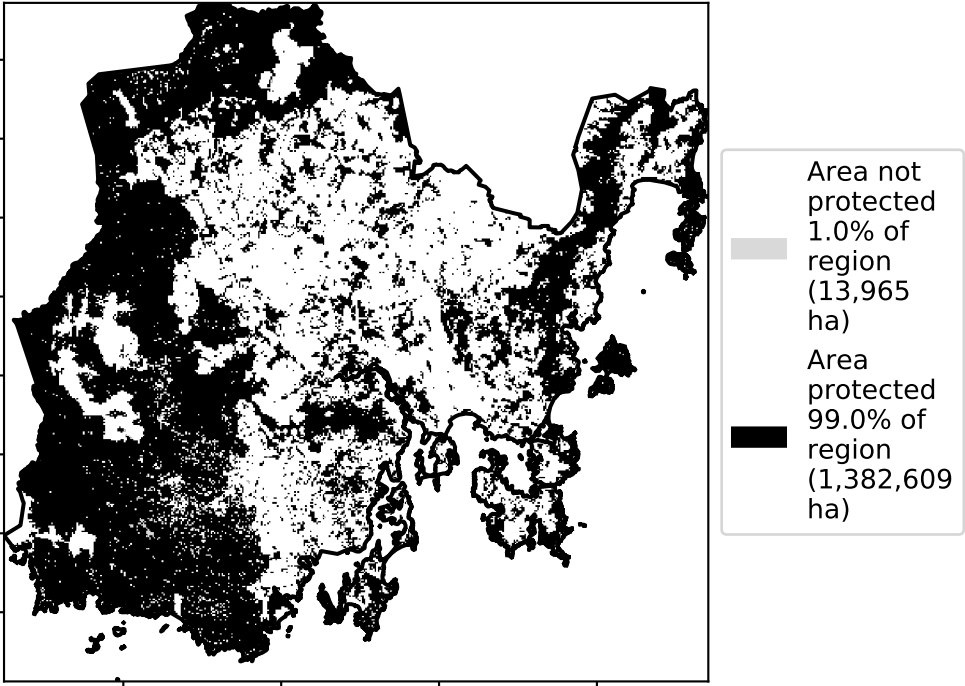 Area not
protected
1.0% of
region
(13,965
ha)
Area
protected
99.0% of
region
(1,382,609
ha)